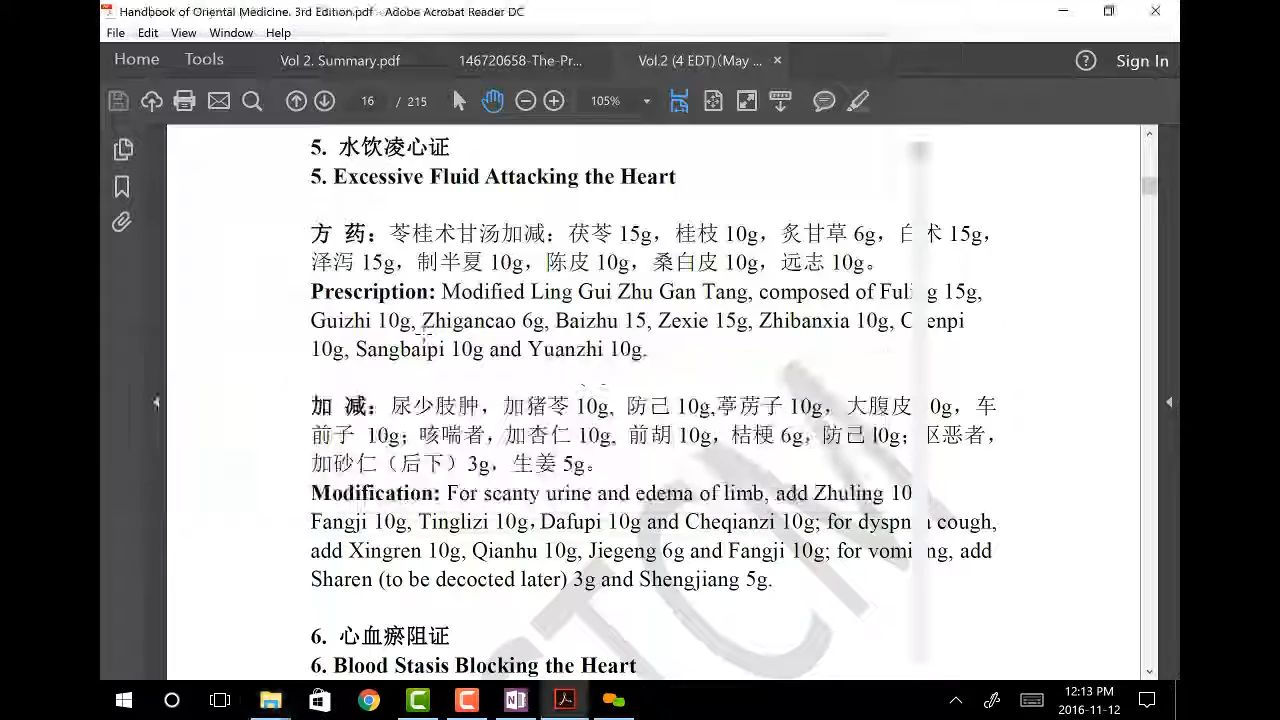 Handbook of Oriental Medicine. 3rd Edition.pdf - Adobe Acrobat Reader DC
File Edit View Window Help
Home Tools Vol 2. Summary.pdf 146720658-The-Pr... Vol.2 (4 EDT)(May ... × Sign In
16 / 215 105%
5. 水饮凌心证
5. Excessive Fluid Attacking the Heart
方 药：苓桂术甘汤加减：茯苓 15g，桂枝 10g，炙甘草 6g，白术 15g，
泽泻 15g，制半夏 10g，陈皮 10g，桑白皮 10g，远志 10g。
Prescription: Modified Ling Gui Zhu Gan Tang, composed of Fuling 15g,
Guizhi 10g, Zhigancao 6g, Baizhu 15, Zexie 15g, Zhibanxia 10g, Chenpi
10g, Sangbaipi 10g and Yuanzhi 10g.
加 减：尿少肢肿，加猪苓 10g, 防己 10g,葶苈子 10g，大腹皮 0g，车
前子 10g；咳喘者，加杏仁 10g, 前胡 10g，桔梗 6g，防己 l0g；呕恶者，
加砂仁（后下）3g，生姜 5g。
Modification: For scanty urine and edema of limb, add Zhuling 10
Fangji 10g, Tinglizi 10g, Dafupi 10g and Cheqianzi 10g; for dyspn a cough,
add Xingren 10g, Qianhu 10g, Jiegeng 6g and Fangji 10g; for vomi ng, add
Sharen (to be decocted later) 3g and Shengjiang 5g.
6. 心血瘀阻证
6. Blood Stasis Blocking the Heart
TCM
12:13 PM
2016-11-12